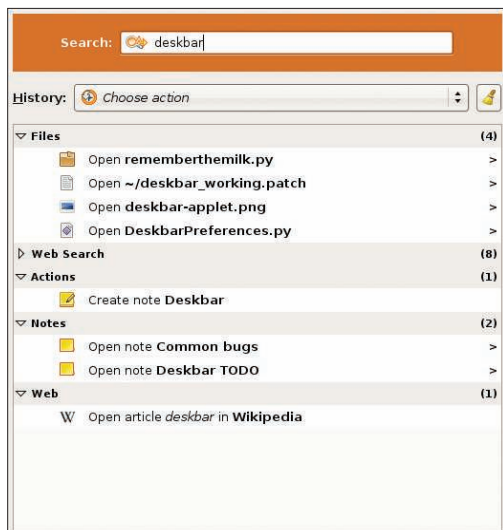 Search: deskbar
History: Choose action
Files (4)
Open rememberthemilk.py >
Open ~/deskbar_working.patch >
Open deskbar-applet.png >
Open DeskbarPreferences.py >
Web Search (8)
Actions (1)
Create note Deskbar
Notes (2)
Open note Common bugs >
Open note Deskbar TODO >
Web (1)
W Open article deskbar in Wikipedia